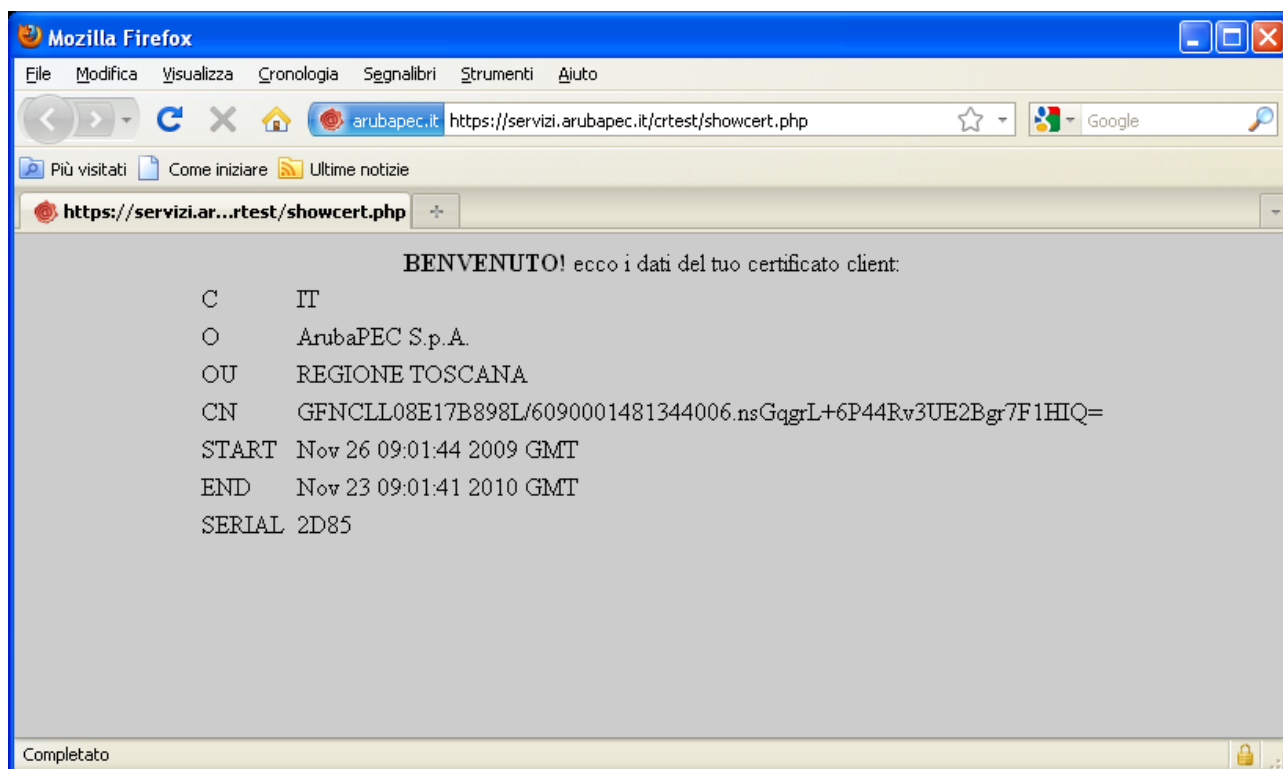 Mozilla Firefox
File Modifica Visualizza Cronologia Segnalibri Strumenti Aiuto
arubapec.it https://servizi.arubapec.it/crtest/showcert.php Google
Più visitati Come iniziare Ultime notizie
https://servizi.ar...rtest/showcert.php
BENVENUTO! ecco i dati del tuo certificato client:
C IT
O ArubaPEC S.p.A.
OU REGIONE TOSCANA
CN GFNCLL08E17B898L/6090001481344006.nsGqgrL+6P44Rv3UE2Bgr7F1HIQ=
START Nov 26 09:01:44 2009 GMT
END Nov 23 09:01:41 2010 GMT
SERIAL 2D85
Completato